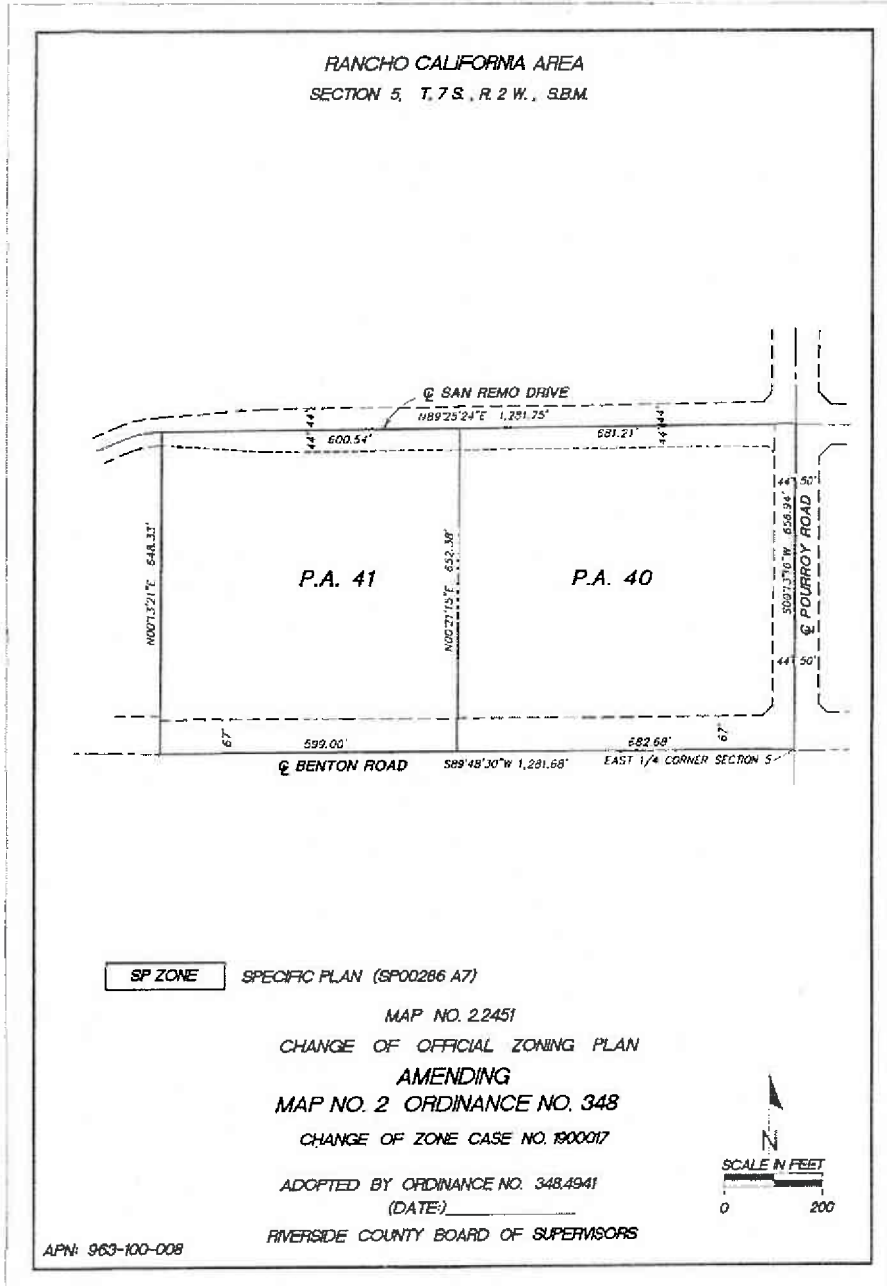 RANCHO CALIFORNIA AREA
SECTION 5, T. 7 S., R. 2 W., S.B.M.
℄ SAN REMO DRIVE
N89°25'24"E 1,281.75'
44'
44'
44'
44'
600.54'
681.21'
N00°13'21"E 648.33'
P.A. 41
N00°21'15"E 652.38'
P.A. 40
44'
50'
S00°13'10"W 656.94'
℄ POURROY ROAD
44'
50'
67'
599.00'
682.68'
67'
℄ BENTON ROAD
S89°48'30"W 1,281.68'
EAST 1/4 CORNER SECTION 5
SP ZONE
SPECIFIC PLAN (SP00286 A7)
MAP NO. 2.2451
CHANGE OF OFFICIAL ZONING PLAN
AMENDING
MAP NO. 2 ORDINANCE NO. 348
CHANGE OF ZONE CASE NO. 1900017
ADOPTED BY ORDINANCE NO. 348.4941
(DATE:)
RIVERSIDE COUNTY BOARD OF SUPERVISORS
N
SCALE IN FEET
0
200
APN: 963-100-008